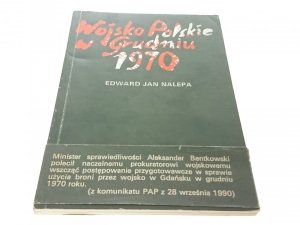 Wojsko Polskie
w Grudniu
1970
EDWARD JAN NALEPA
Minister sprawiedliwości Aleksander Bentkowski
polecił naczelnemu prokuratorowi wojskowemu
wszcząć postępowanie przygotowawcze w sprawie
użycia broni przez wojsko w Gdańsku w grudniu
1970 roku.
(z komunikatu PAP z 28 września 1990)